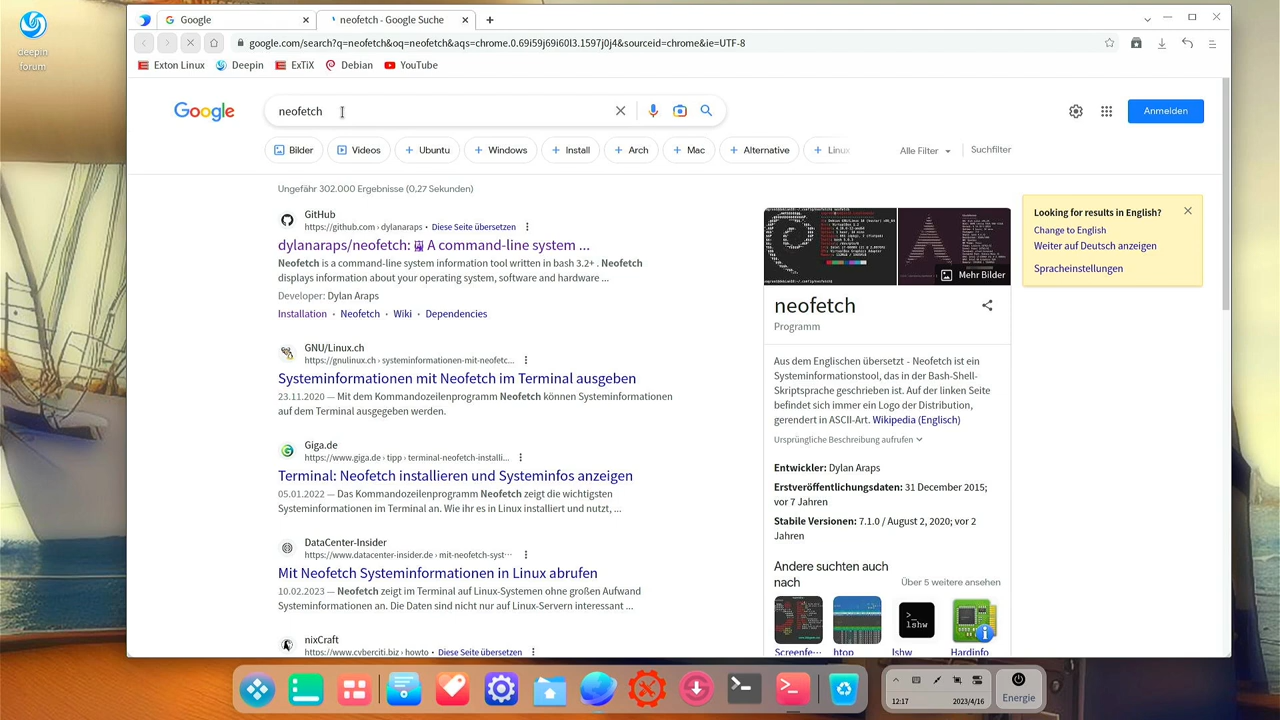 deepin
forum
Google
neofetch - Google Suche
google.com/search?q=neofetch&oq=neofetch&aqs=chrome.0.69i59j69i60l3.1597j0j4&sourceid=chrome&ie=UTF-8
Exton Linux
Deepin
ExTiX
Debian
YouTube
Google
neofetch
Anmelden
Bilder
Videos
+ Ubuntu
+ Windows
+ Install
+ Arch
+ Mac
+ Alternative
+ Linux
Alle Filter
Suchfilter
Ungefähr 302.000 Ergebnisse (0,27 Sekunden)
GitHub
https://github.com › dylanaraps · Diese Seite übersetzen
dylanaraps/neofetch: A command-line system ...
Neofetch is a command-line system information tool written in bash 3.2+ . Neofetch
displays information about your operating system, software and hardware ...
Developer: Dylan Araps
Installation · Neofetch · Wiki · Dependencies
GNU/Linux.ch
https://gnulinux.ch › systeminformationen-mit-neofetc...
Systeminformationen mit Neofetch im Terminal ausgeben
23.11.2020 — Mit dem Kommandozeilenprogramm Neofetch können Systeminformationen
auf dem Terminal ausgegeben werden.
Giga.de
https://www.giga.de › tipp › terminal-neofetch-installi...
Terminal: Neofetch installieren und Systeminfos anzeigen
05.01.2022 — Das Kommandozeilenprogramm Neofetch zeigt die wichtigsten
Systeminformationen im Terminal an. Wie ihr es in Linux installiert und nutzt, ...
DataCenter-Insider
https://www.datacenter-insider.de › mit-neofetch-syst...
Mit Neofetch Systeminformationen in Linux abrufen
10.02.2023 — Neofetch zeigt im Terminal auf Linux-Systemen ohne großen Aufwand
Systeminformationen an. Die Daten sind nicht nur auf Linux-Servern interessant ...
nixCraft
https://www.cyberciti.biz › howto · Diese Seite übersetzen
Mehr Bilder
neofetch
Programm
Aus dem Englischen übersetzt - Neofetch ist ein
Systeminformationstool, das in der Bash-Shell-
Skriptsprache geschrieben ist. Auf der linken Seite
befindet sich immer ein Logo der Distribution,
gerendert in ASCII-Art. Wikipedia (Englisch)
Ursprüngliche Beschreibung aufrufen
Entwickler: Dylan Araps
Erstveröffentlichungsdaten: 31 December 2015;
vor 7 Jahren
Stabile Versionen: 7.1.0 / August 2, 2020; vor 2
Jahren
Andere suchten auch
nach
Über 5 weitere ansehen
>_
lshw
Screenfe...
htop
lshw
Hardinfo
Looking for results in English?
Change to English
Weiter auf Deutsch anzeigen
Spracheinstellungen
12:17
2023/4/16
Energie